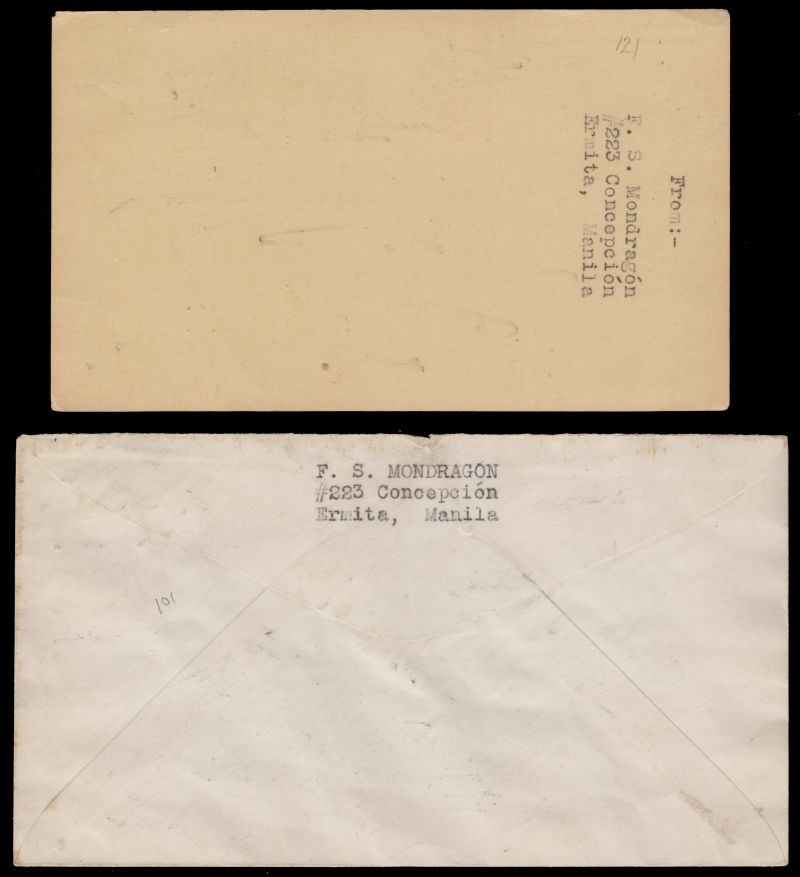 121
From:-
F. S. Mondragón
#223 Concepción
Ermita, Manila
F. S. MONDRAGÓN
#223 Concepción
Ermita, Manila
101